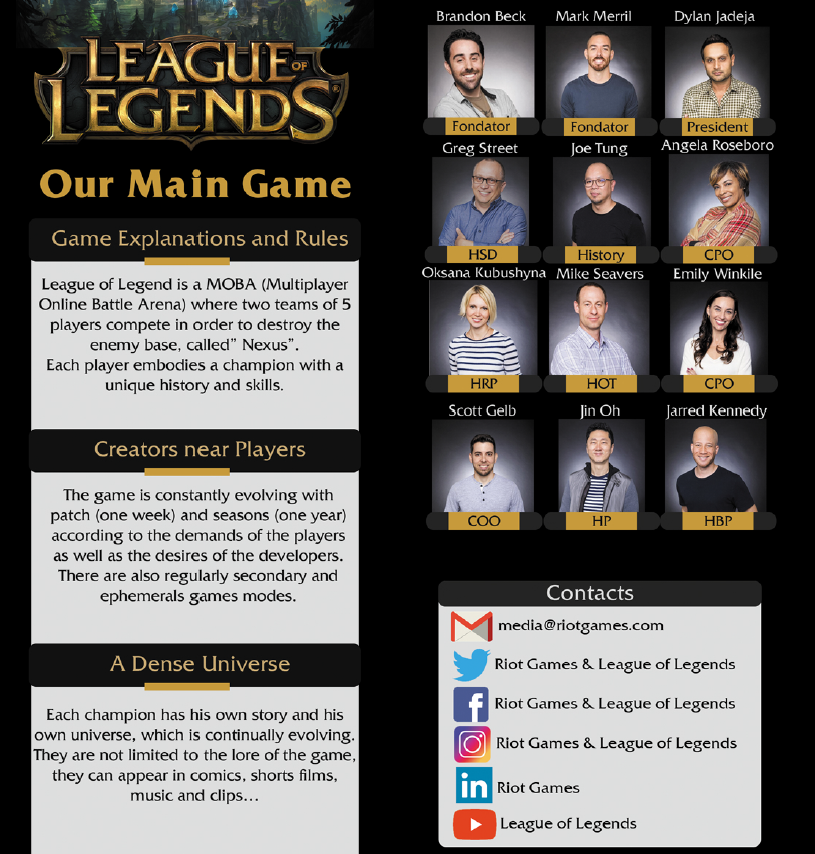 LEAGUE OF
LEGENDS®
Our Main Game
Game Explanations and Rules
League of Legend is a MOBA (Multiplayer
Online Battle Arena) where two teams of 5
players compete in order to destroy the
enemy base, called” Nexus”.
Each player embodies a champion with a
unique history and skills.
Creators near Players
The game is constantly evolving with
patch (one week) and seasons (one year)
according to the demands of the players
as well as the desires of the developers.
There are also regularly secondary and
ephemerals games modes.
A Dense Universe
Each champion has his own story and his
own universe, which is continually evolving.
They are not limited to the lore of the game,
they can appear in comics, shorts films,
music and clips...
Brandon Beck Mark Merril Dylan Jadeja
Fondator Fondator President
Greg Street Joe Tung Angela Roseboro
HSD History CPO
Oksana Kubushyna Mike Seavers Emily Winkile
HRP HOT CPO
Scott Gelb Jin Oh Jarred Kennedy
COO HP HBP
Contacts
media@riotgames.com
Riot Games & League of Legends
Riot Games & League of Legends
Riot Games & League of Legends
in Riot Games
League of Legends